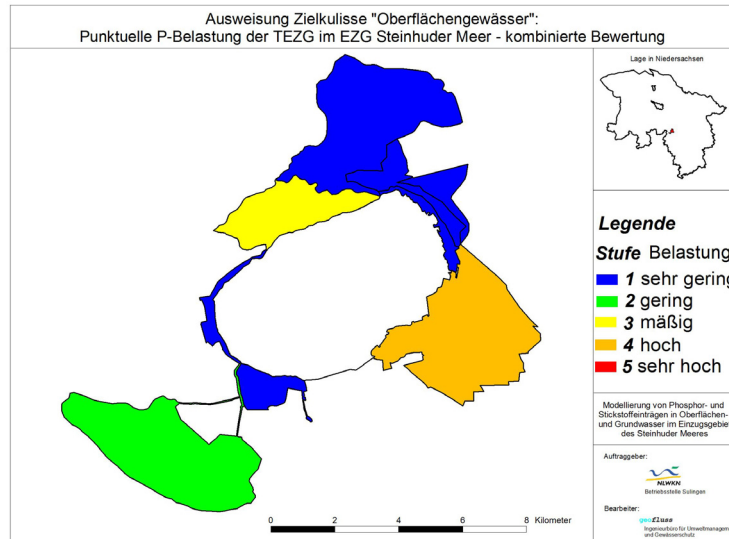 Ausweisung Zielkulisse "Oberflächengewässer":
Punktuelle P-Belastung der TEZG im EZG Steinhuder Meer - kombinierte Bewertung
Lage in Niedersachsen
Legende
Stufe Belastung
1 sehr gering
2 gering
3 mäßig
4 hoch
5 sehr hoch
Modellierung von Phosphor- und
Stickstoffeinträgen in Oberflächen-
und Grundwasser im Einzugsgebiet
des Steinhuder Meeres
Auftraggeber:
NLWKN
Betriebsstelle Sulingen
Bearbeiter:
geofluss
Ingenieurbüro für Umweltmanagement
und Gewässerschutz
0 2 4 6 8 Kilometer